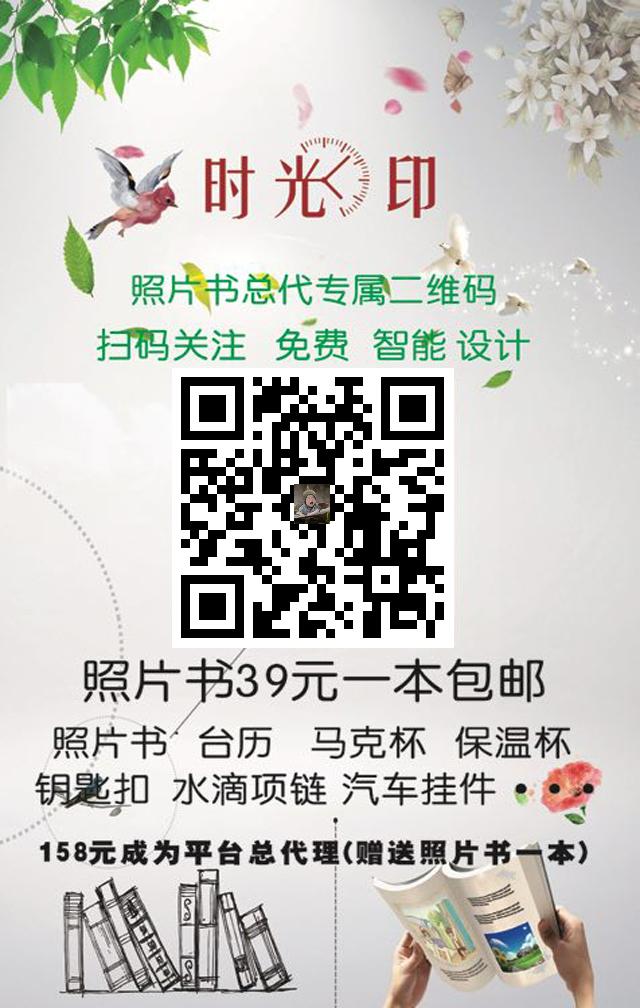 时光印
照片书总代专属二维码
扫码关注 免费 智能 设计
照片书39元一本包邮
照片书 台历 马克杯 保温杯
钥匙扣 水滴项链 汽车挂件
158元成为平台总代理(赠送照片书一本)